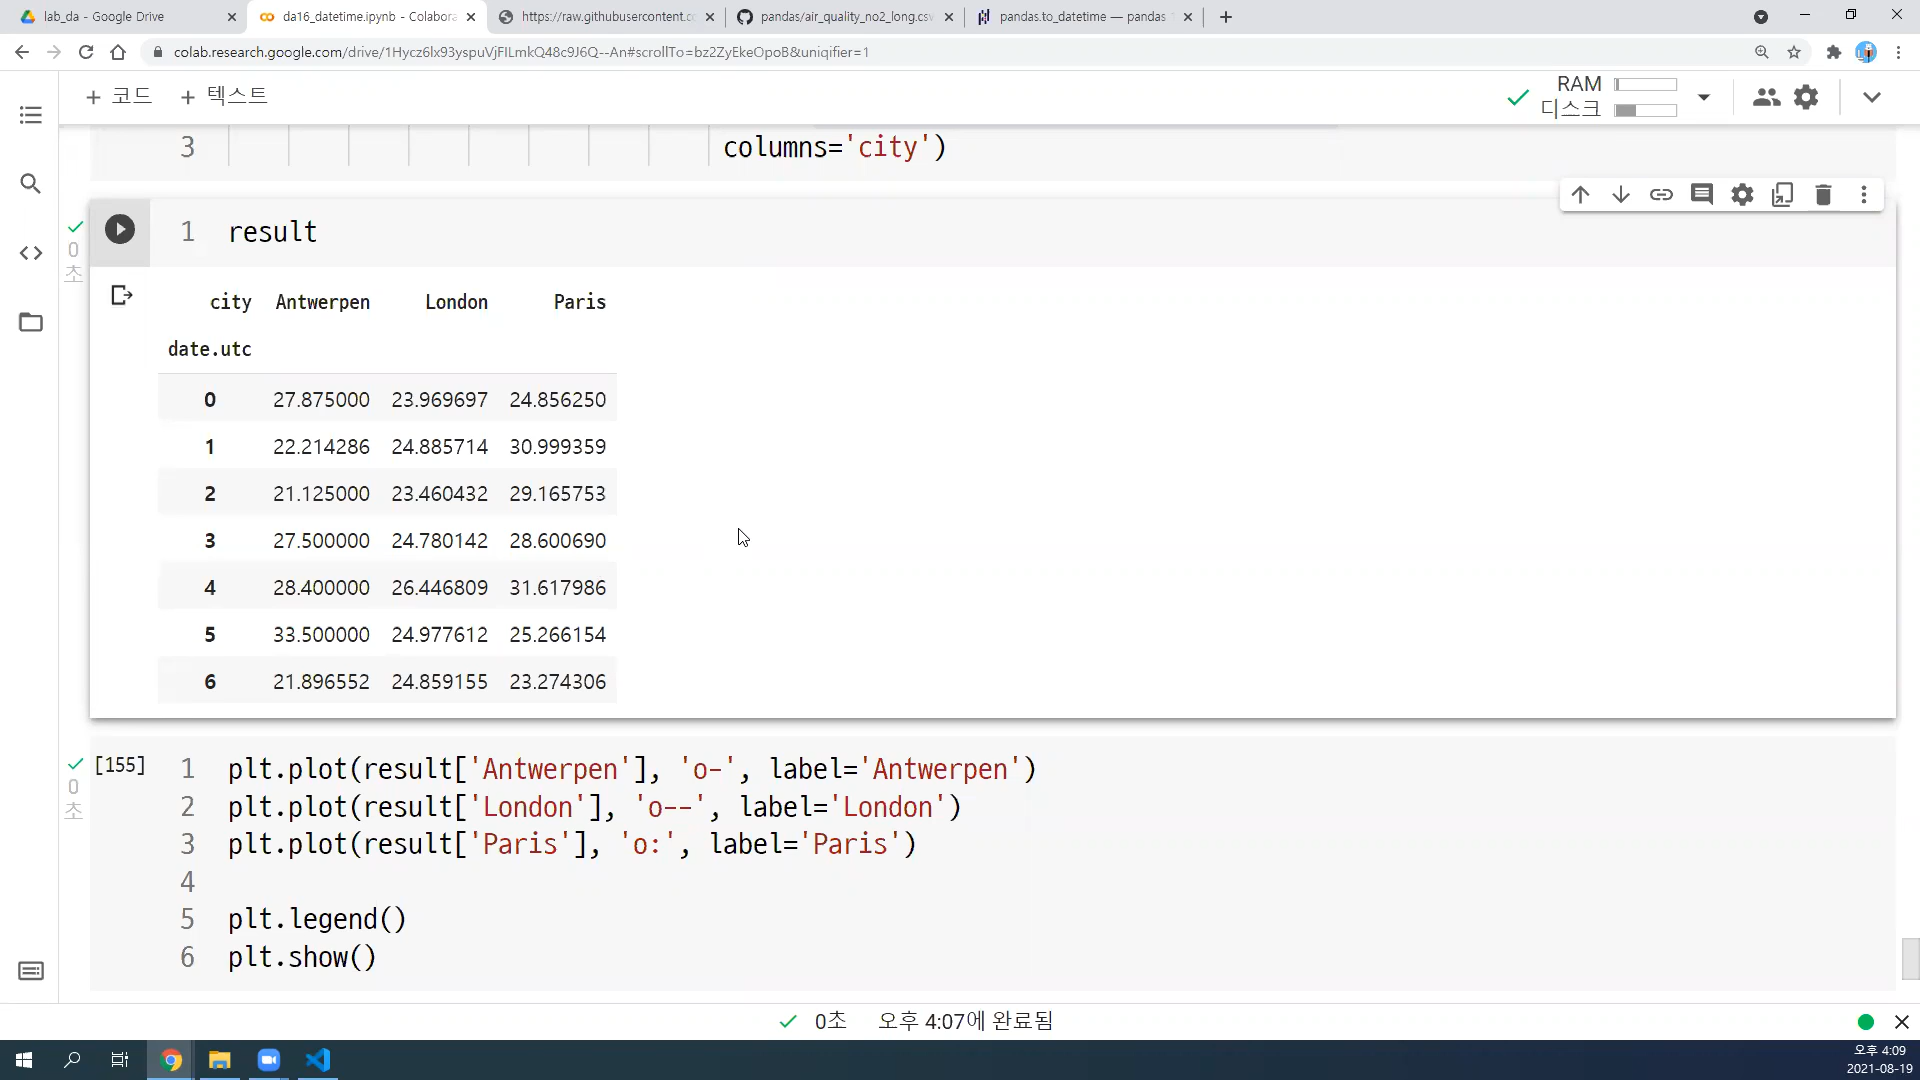 lab_da - Google Drive
da16_datetime.ipynb - Colabora
https://raw.githubusercontent.co
pandas/air_quality_no2_long.csv
pandas.to_datetime — pandas
colab.research.google.com/drive/1Hycz6lx93yspuVjFILmkQ48c9J6Q--An#scrollTo=bz2ZyEkeOpoB&uniqifier=1
+ 코드 + 텍스트
RAM
디스크
3 columns='city')
0
초
1 result
city Antwerpen London Paris
date.utc
0 27.875000 23.969697 24.856250
1 22.214286 24.885714 30.999359
2 21.125000 23.460432 29.165753
3 27.500000 24.780142 28.600690
4 28.400000 26.446809 31.617986
5 33.500000 24.977612 25.266154
6 21.896552 24.859155 23.274306
0
초
[155] 1 plt.plot(result['Antwerpen'], 'o-', label='Antwerpen')
2 plt.plot(result['London'], 'o--', label='London')
3 plt.plot(result['Paris'], 'o:', label='Paris')
4
5 plt.legend()
6 plt.show()
0초 오후 4:07에 완료됨
오후 4:09
2021-08-19